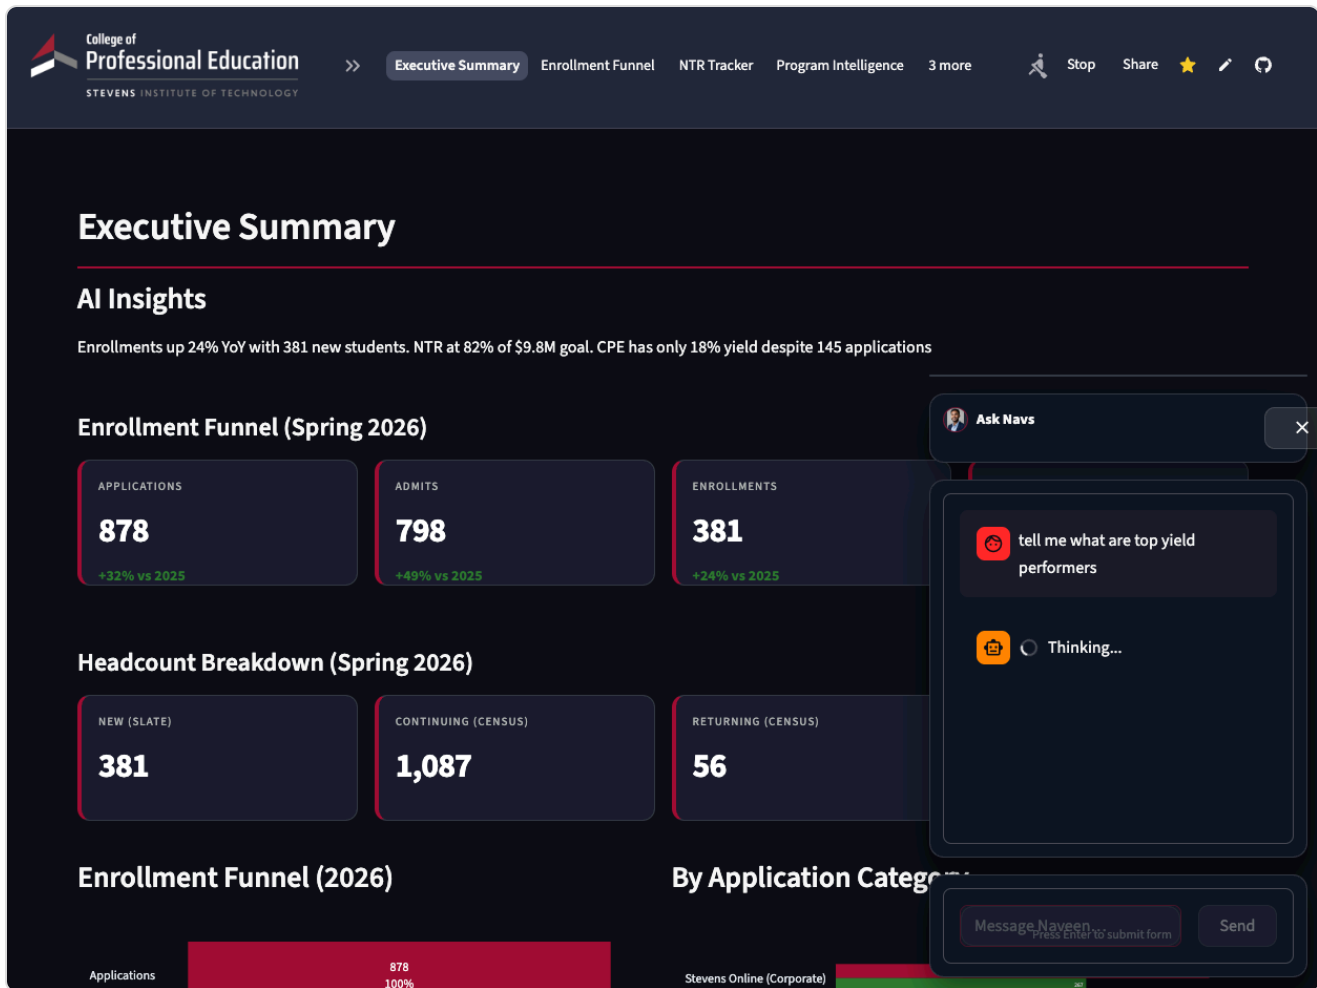 College of
Professional Education
STEVENS INSTITUTE OF TECHNOLOGY
Executive Summary
Enrollment Funnel
NTR Tracker
Program Intelligence
3 more
Stop
Share
Executive Summary
AI Insights
Enrollments up 24% YoY with 381 new students. NTR at 82% of $9.8M goal. CPE has only 18% yield despite 145 applications
Enrollment Funnel (Spring 2026)
APPLICATIONS
878
+32% vs 2025
ADMITS
798
+49% vs 2025
ENROLLMENTS
381
+24% vs 2025
Headcount Breakdown (Spring 2026)
NEW (SLATE)
381
CONTINUING (CENSUS)
1,087
RETURNING (CENSUS)
56
Enrollment Funnel (2026)
Applications
878
100%
By Application Category
Stevens Online (Corporate)
Ask Navs
tell me what are top yield
performers
Thinking...
Message Naveen...
Press Enter to submit form
Send